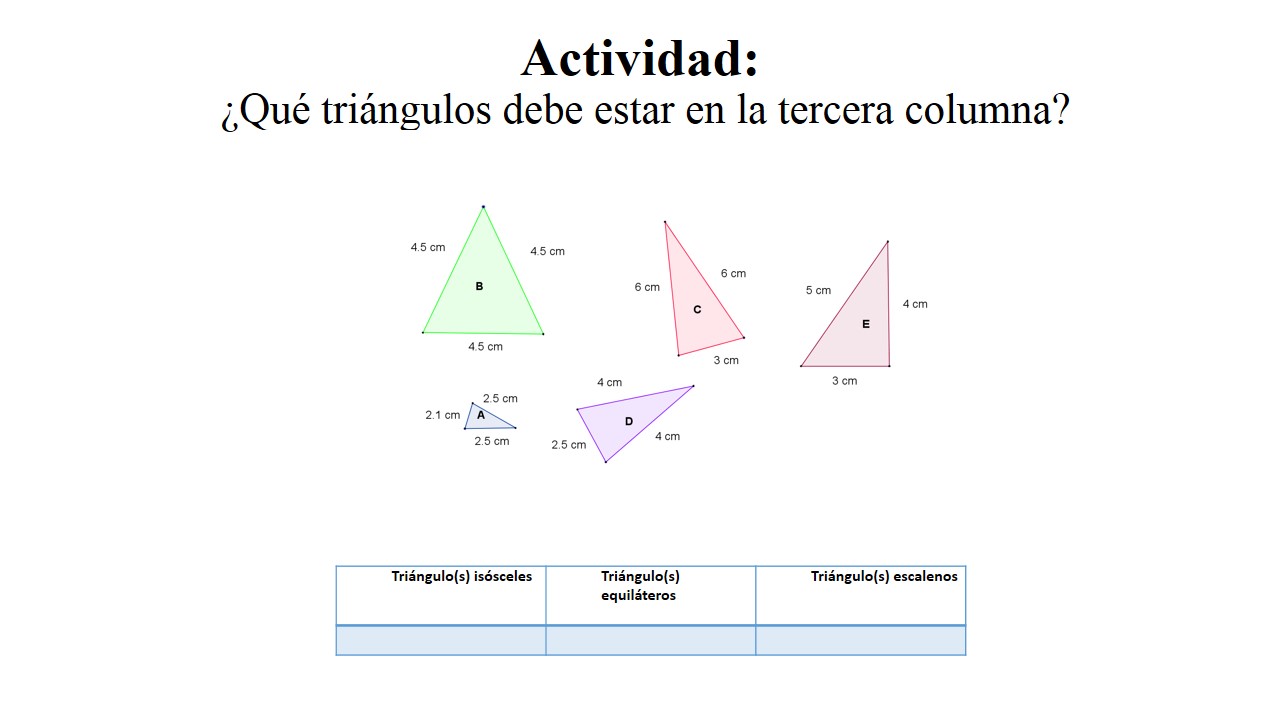 Actividad:
¿Qué triángulos debe estar en la tercera columna?
4.5 cm
4.5 cm
B
4.5 cm
6 cm
6 cm
C
3 cm
5 cm
4 cm
E
3 cm
2.5 cm
2.1 cm
A
2.5 cm
4 cm
D
2.5 cm
4 cm
Triángulo(s) isósceles
Triángulo(s)
equiláteros
Triángulo(s) escalenos